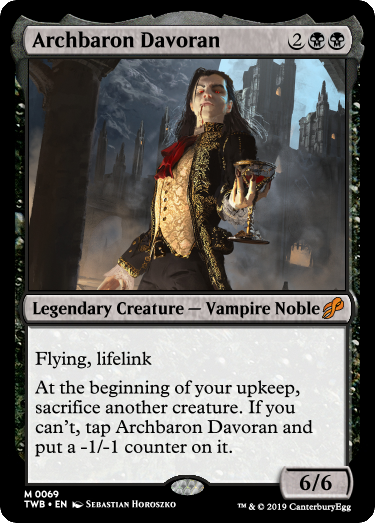 Archbaron Davoran 2
Legendary Creature — Vampire Noble
Flying, lifelink
At the beginning of your upkeep,
sacrifice another creature. If you
can't, tap Archbaron Davoran and
put a -1/-1 counter on it.
6/6
M 0069
TWB • EN Sebastian Horoszko
™ & © 2019 CanterburyEgg